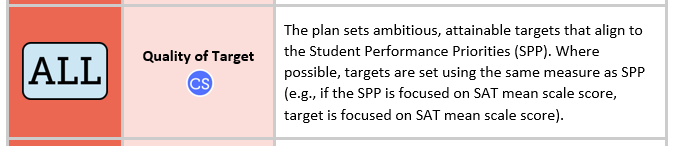 ALL
Quality of Target
CS
The plan sets ambitious, attainable targets that align to
the Student Performance Priorities (SPP). Where
possible, targets are set using the same measure as SPP
(e.g., if the SPP is focused on SAT mean scale score,
target is focused on SAT mean scale score).